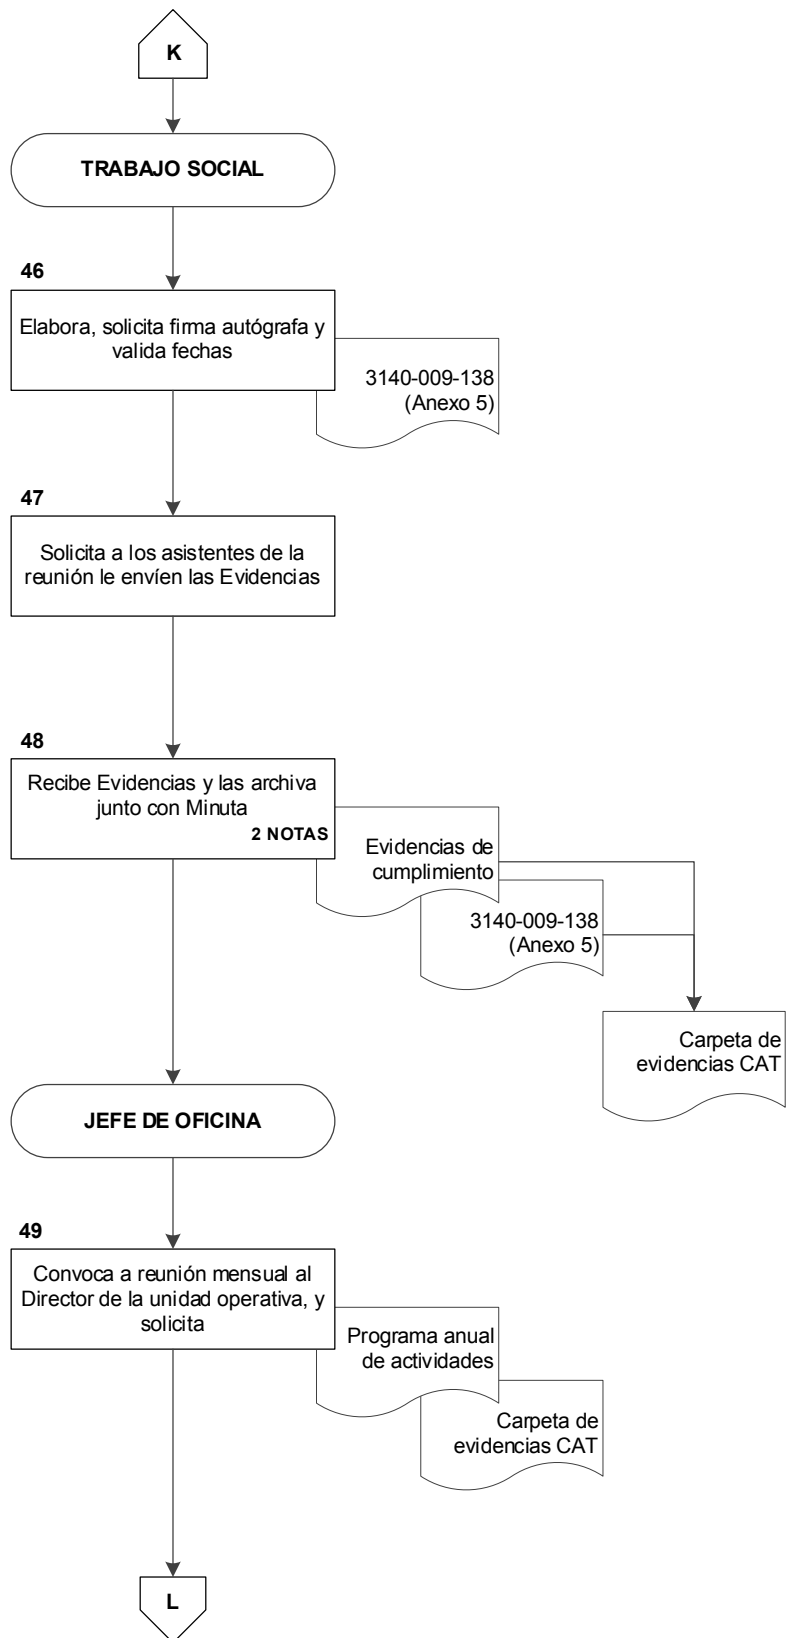 K
TRABAJO SOCIAL
46
Elabora, solicita firma autógrafa y
valida fechas
3140-009-138
(Anexo 5)
47
Solicita a los asistentes de la
reunión le envíen las Evidencias
48
Recibe Evidencias y las archiva
junto con Minuta
2 NOTAS
Evidencias de
cumplimiento
3140-009-138
(Anexo 5)
Carpeta de
evidencias CAT
JEFE DE OFICINA
49
Convoca a reunión mensual al
Director de la unidad operativa, y
solicita
Programa anual
de actividades
Carpeta de
evidencias CAT
L